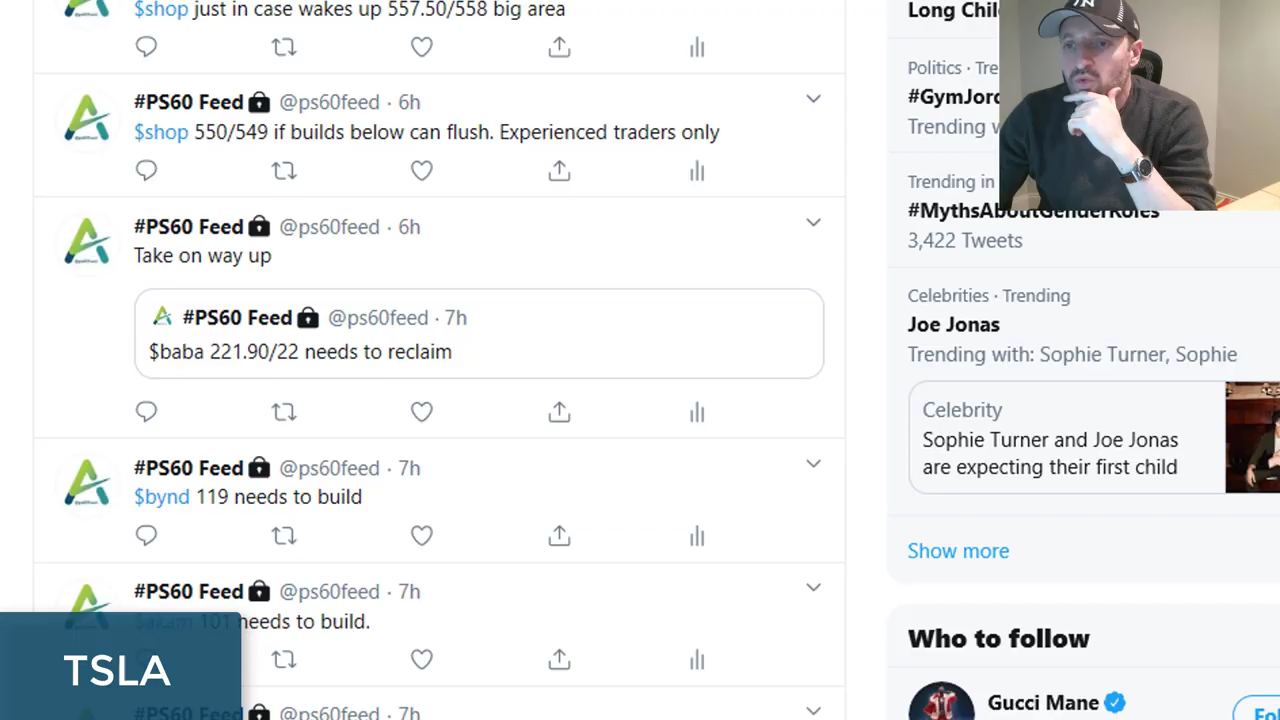 $shop just in case wakes up 557.50/558 big area
#PS60 Feed @ps60feed · 6h
$shop 550/549 if builds below can flush. Experienced traders only
#PS60 Feed @ps60feed · 6h
Take on way up
#PS60 Feed @ps60feed · 7h
$baba 221.90/22 needs to reclaim
#PS60 Feed @ps60feed · 7h
$bynd 119 needs to build
#PS60 Feed @ps60feed · 7h
$akam 101 needs to build.
#PS60 Feed @ps60feed · 7h
TSLA
Long
Politics ·
Trending
Trending in
#MythsAboutGenderRoles
3,422 Tweets
Celebrities · Trending
Joe Jonas
Trending with: Sophie Turner, Sophie
Celebrity
Sophie Turner and Joe Jonas
are expecting their first child
Show more
Who to follow
Gucci Mane